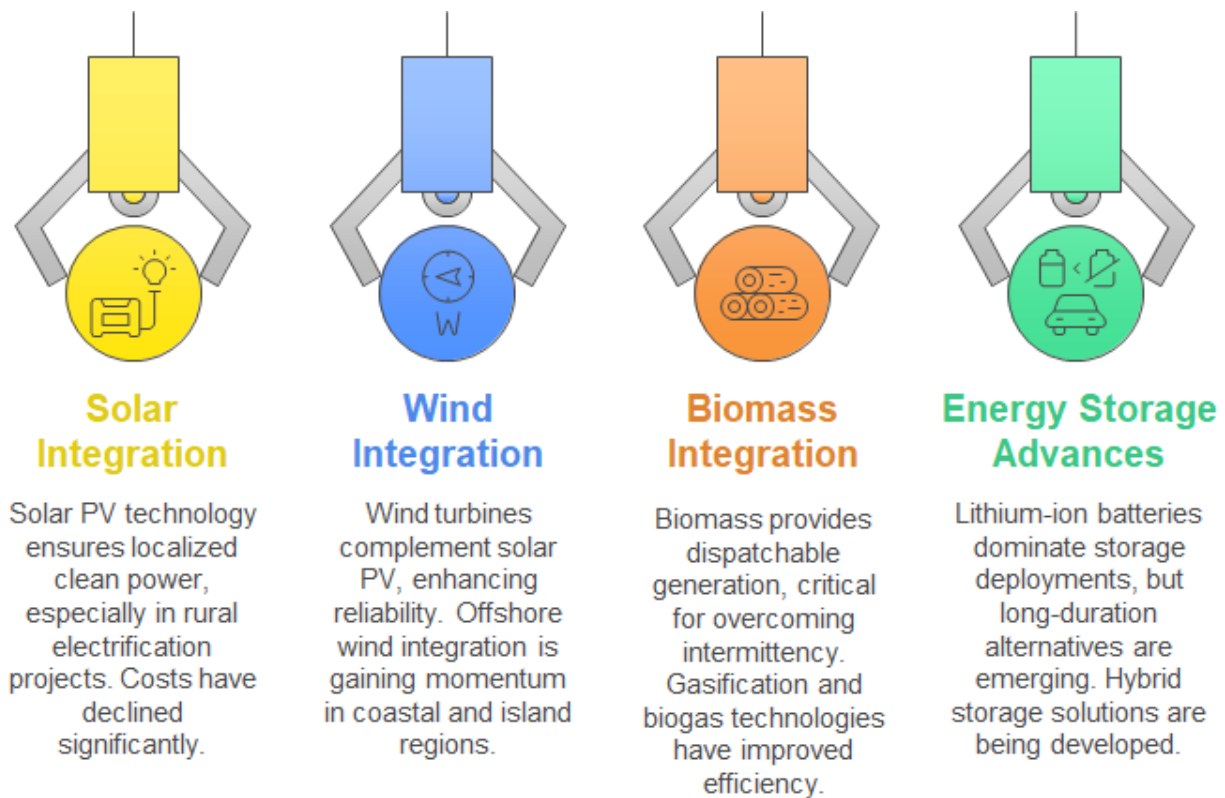 W
Solar
Integration
Solar PV technology
ensures localized
clean power,
especially in rural
electrification
projects. Costs have
declined
significantly.
Wind
Integration
Wind turbines
complement solar
PV, enhancing
reliability. Offshore
wind integration is
gaining momentum
in coastal and island
regions.
Biomass
Integration
Biomass provides
dispatchable
generation, critical
for overcoming
intermittency.
Gasification and
biogas technologies
have improved
efficiency.
Energy Storage
Advances
Lithium-ion batteries
dominate storage
deployments, but
long-duration
alternatives are
emerging. Hybrid
storage solutions are
being developed.